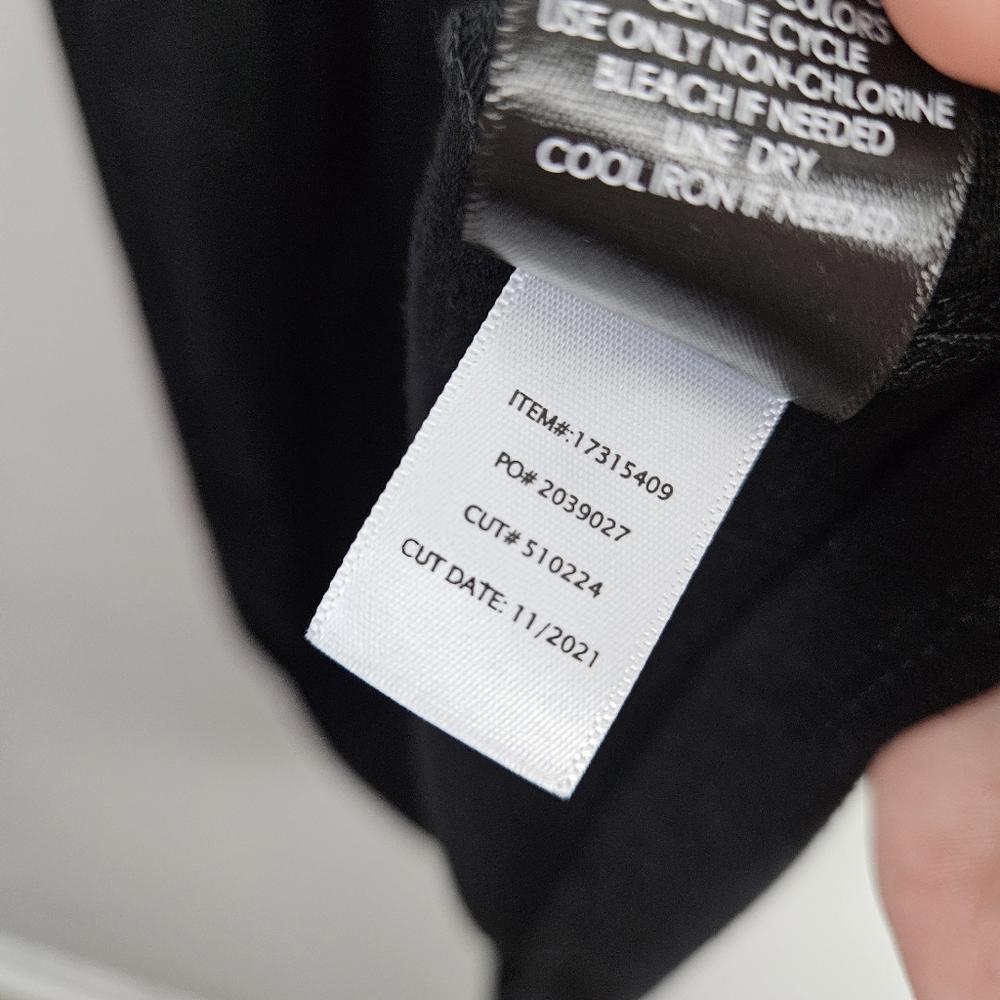 COLORS
GENTLE CYCLE
USE ONLY NON-CHLORINE
BLEACH IF NEEDED
LINE DRY
COOL IRON IF NEEDED
ITEM#:17315409
PO# 2039027
CUT# 510224
CUT DATE: 11/2021